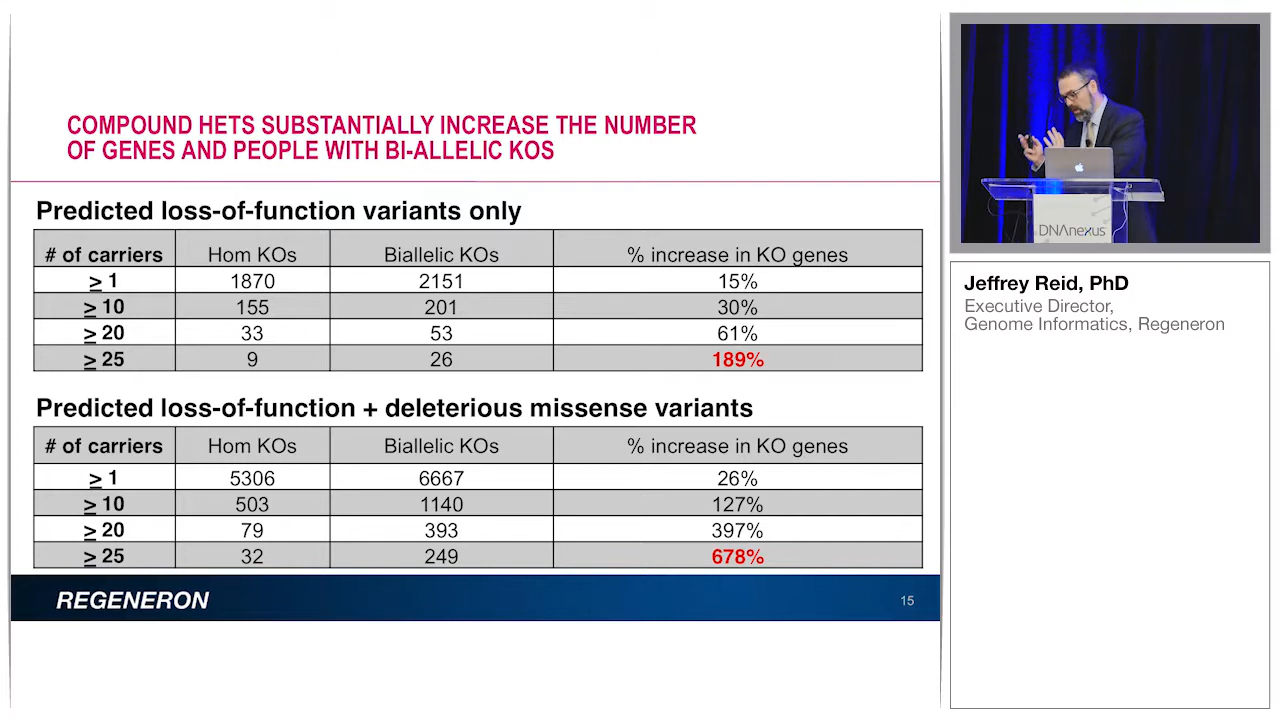 COMPOUND HETS SUBSTANTIALLY INCREASE THE NUMBER
OF GENES AND PEOPLE WITH BI-ALLELIC KOS
Predicted loss-of-function variants only
# of carriers Hom KOs Biallelic KOs % increase in KO genes
≥ 1 1870 2151 15%
≥ 10 155 201 30%
≥ 20 33 53 61%
≥ 25 9 26 189%
Predicted loss-of-function + deleterious missense variants
# of carriers Hom KOs Biallelic KOs % increase in KO genes
≥ 1 5306 6667 26%
≥ 10 503 1140 127%
≥ 20 79 393 397%
≥ 25 32 249 678%
REGENERON
15
DNAnexus
Jeffrey Reid, PhD
Executive Director,
Genome Informatics, Regeneron